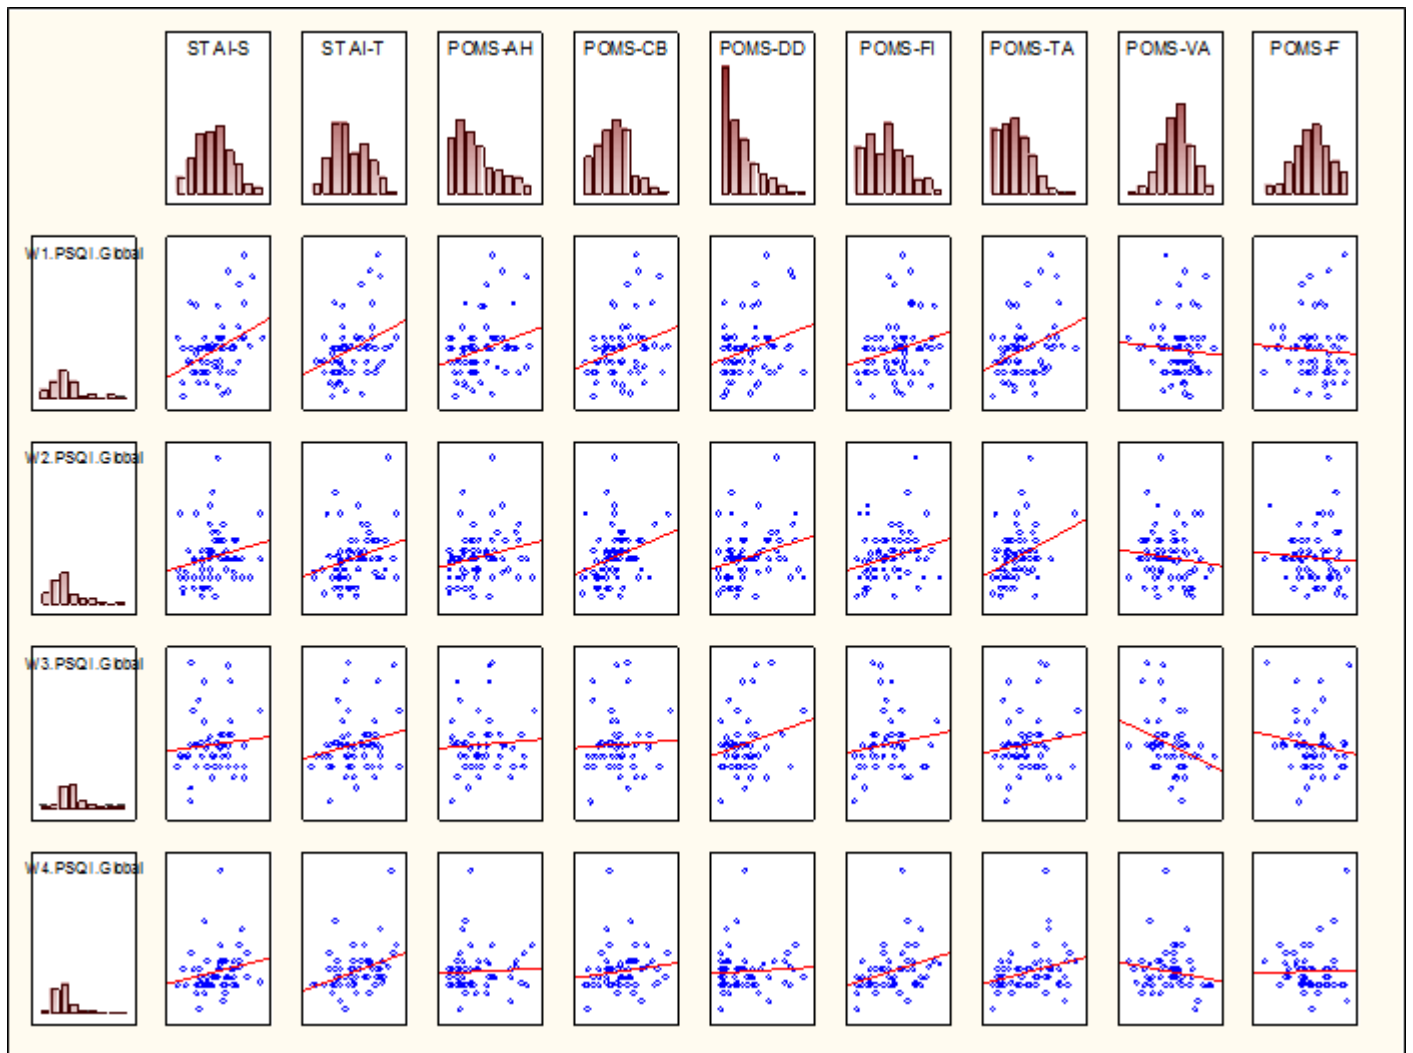 STAI-S
STAI-T
POMS-AH
POMS-CB
POMS-DD
POMS-FI
POMS-TA
POMS-VA
POMS-F
W1.PSQI.Global
W2.PSQI.Global
W3.PSQI.Global
W4.PSQI.Global